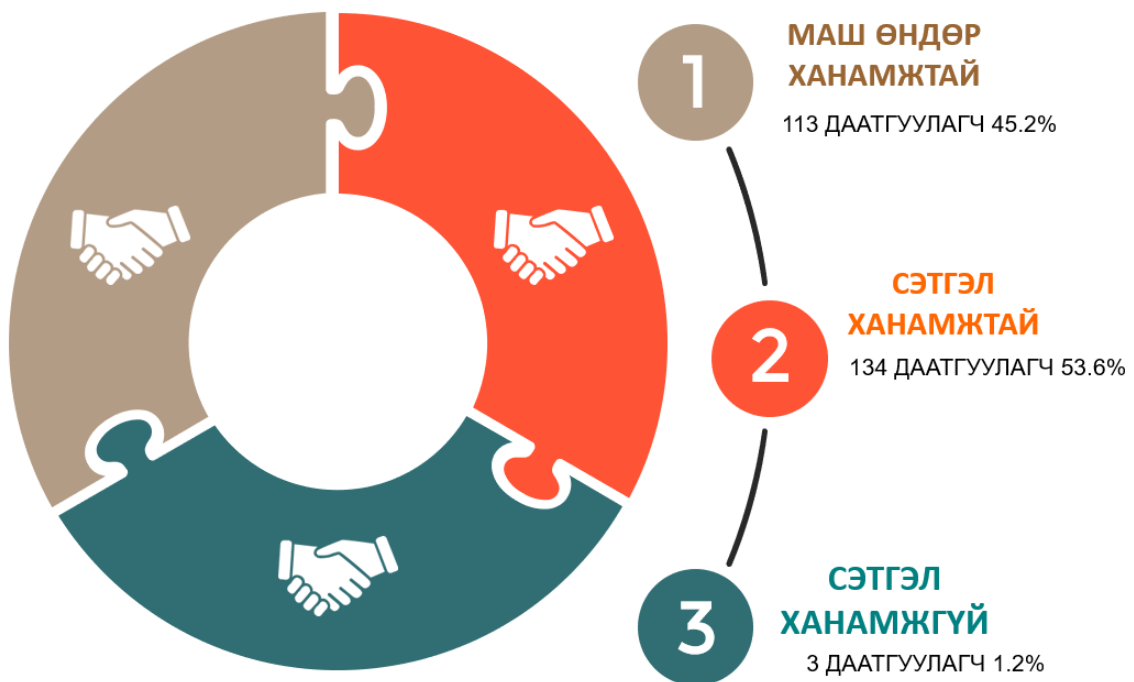 1
МАШ ӨНДӨР
ХАНАМЖТАЙ
113 ДААТГУУЛАГЧ 45.2%
2
СЭТГЭЛ
ХАНАМЖТАЙ
134 ДААТГУУЛАГЧ 53.6%
3
СЭТГЭЛ
ХАНАМЖГҮЙ
3 ДААТГУУЛАГЧ 1.2%